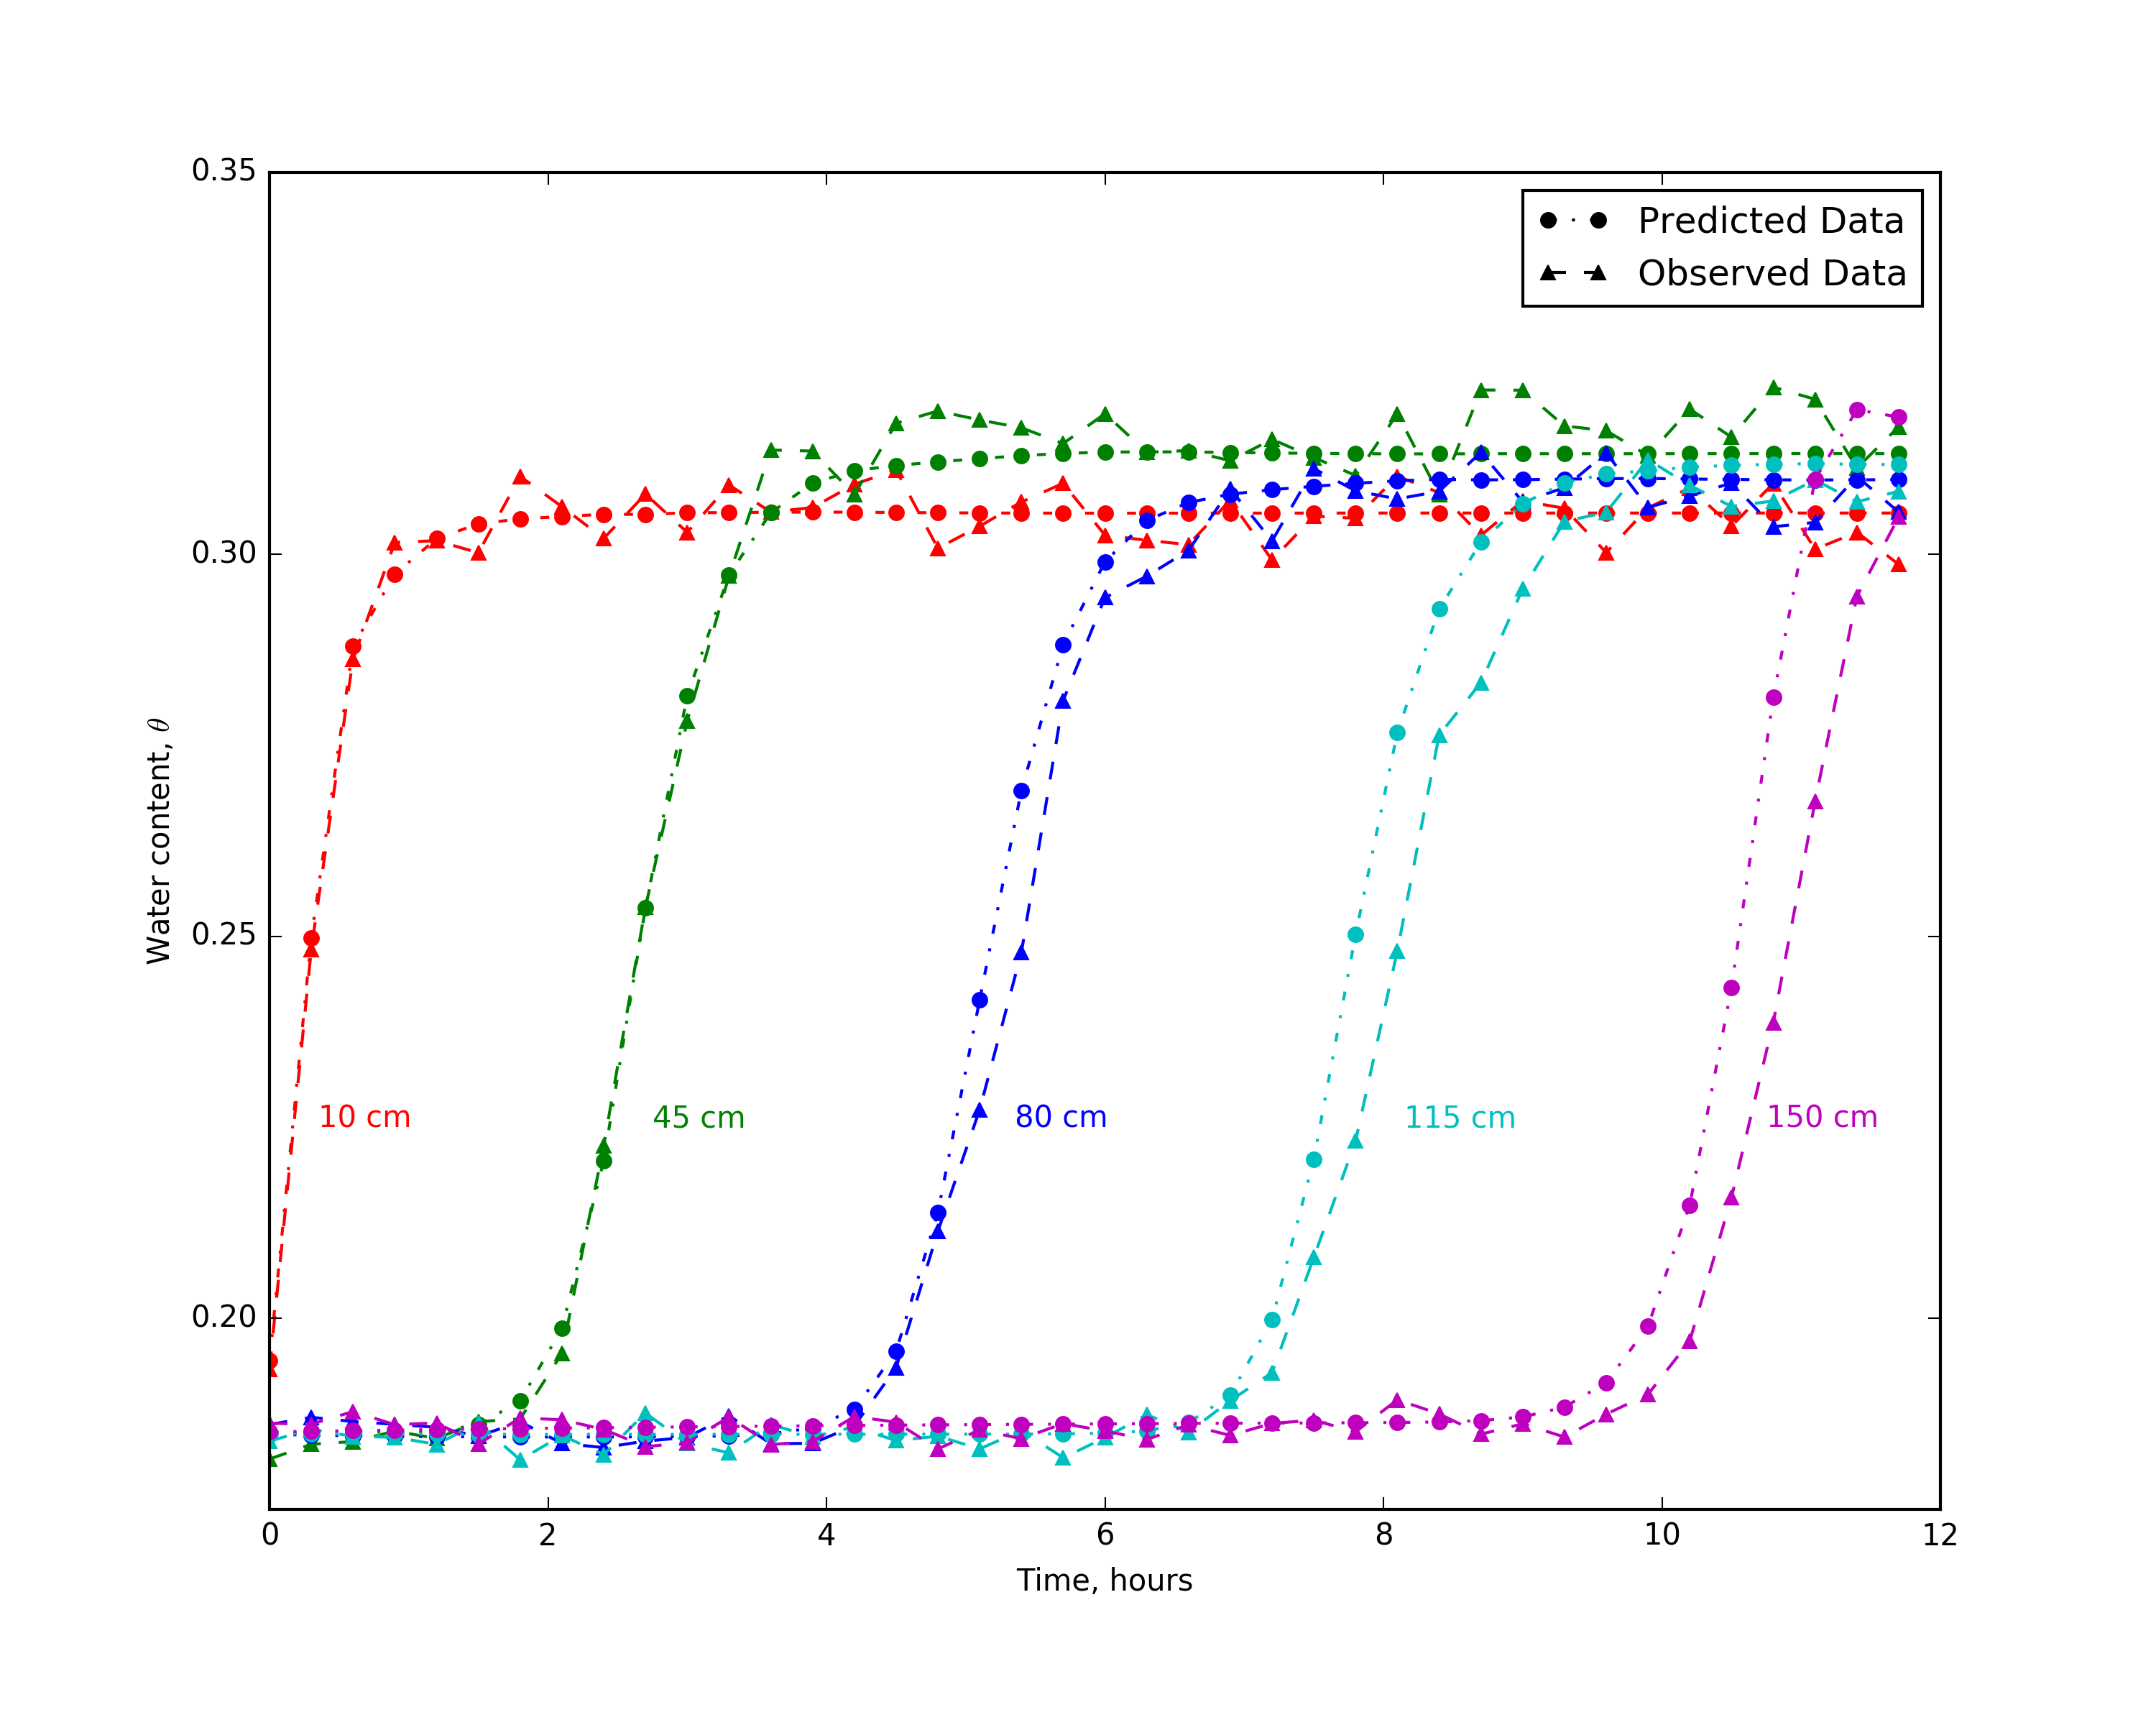 0.35
0.30
0.25
0.20
Water content, θ
Predicted Data
Observed Data
10 cm
45 cm
80 cm
115 cm
150 cm
0 2 4 6 8 10 12
Time, hours